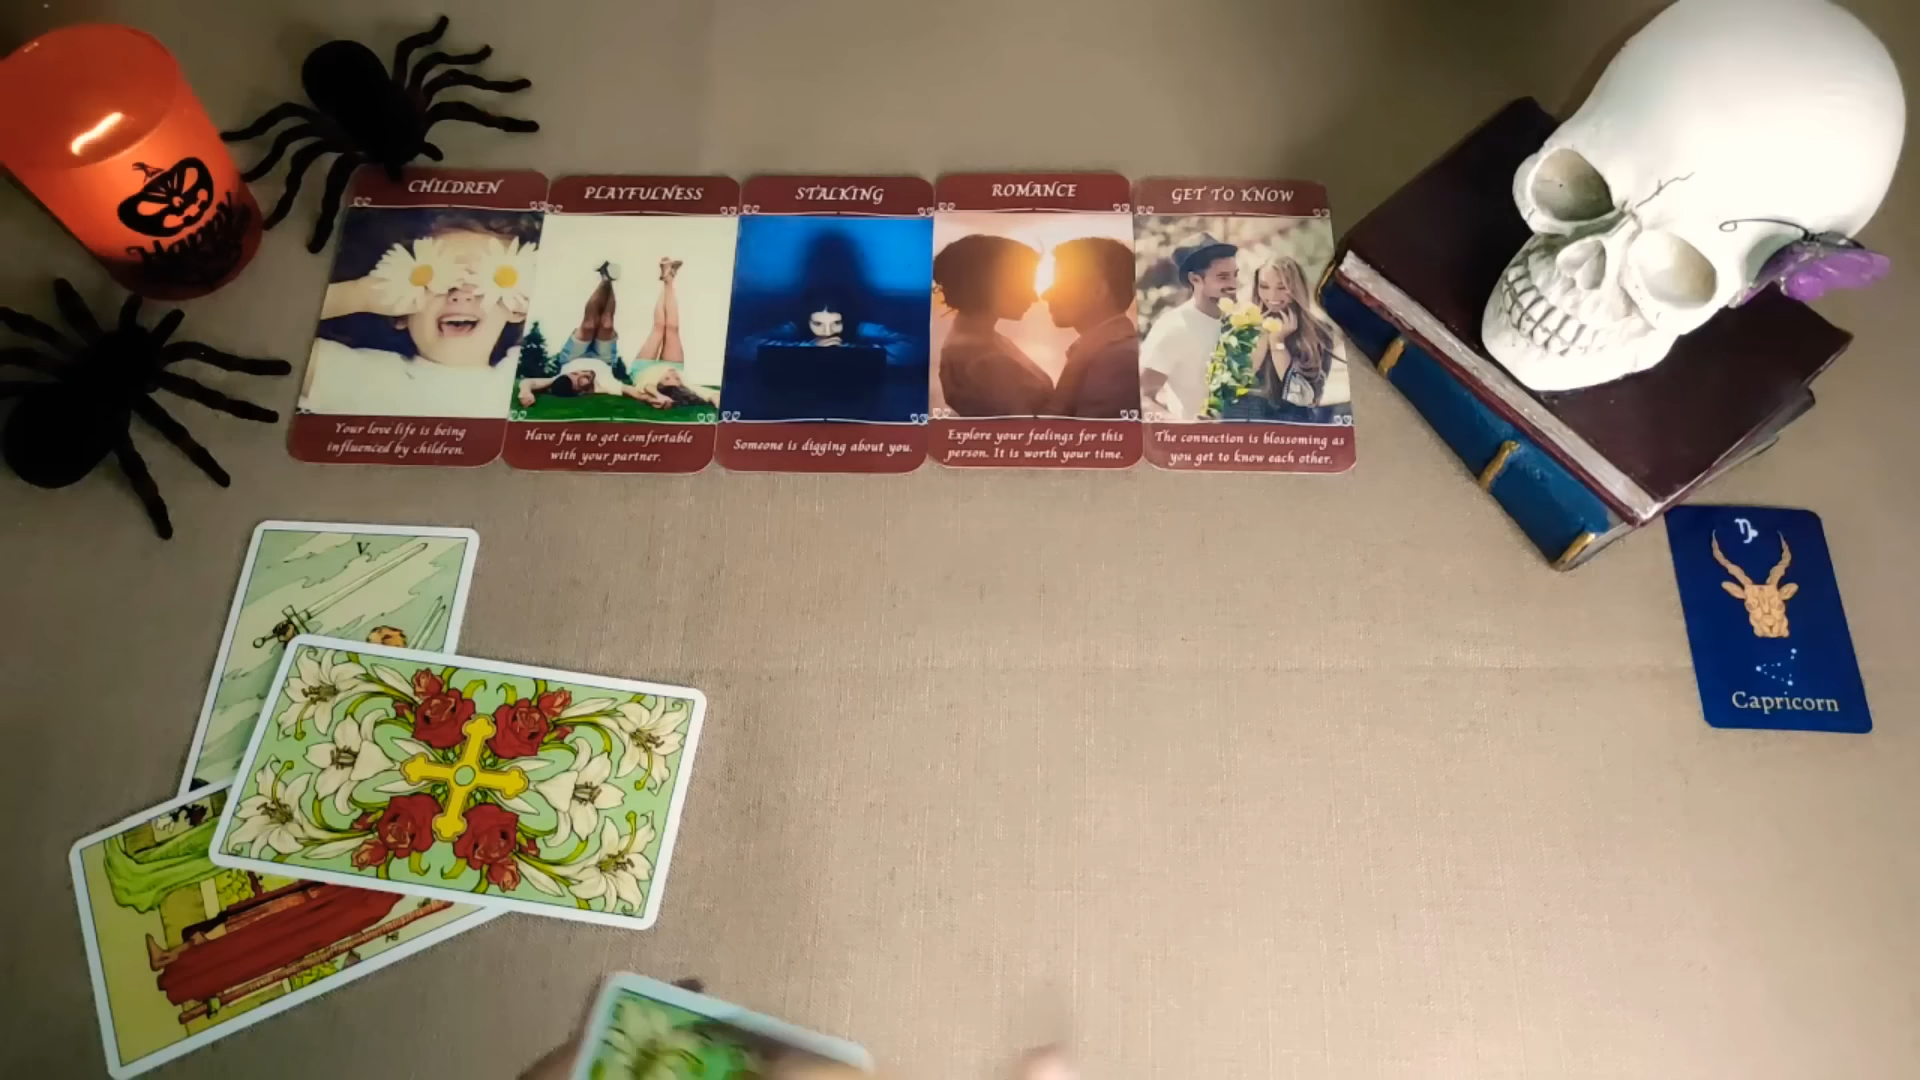 CHILDREN
Your love life is being
influenced by children.
PLAYFULNESS
Have fun to get comfortable
with your partner.
STALKING
Someone is digging about you.
ROMANCE
Explore your feelings for this
person. It is worth your time.
GET TO KNOW
The connection is blossoming as
you get to know each other.
Happy
V
Capricorn